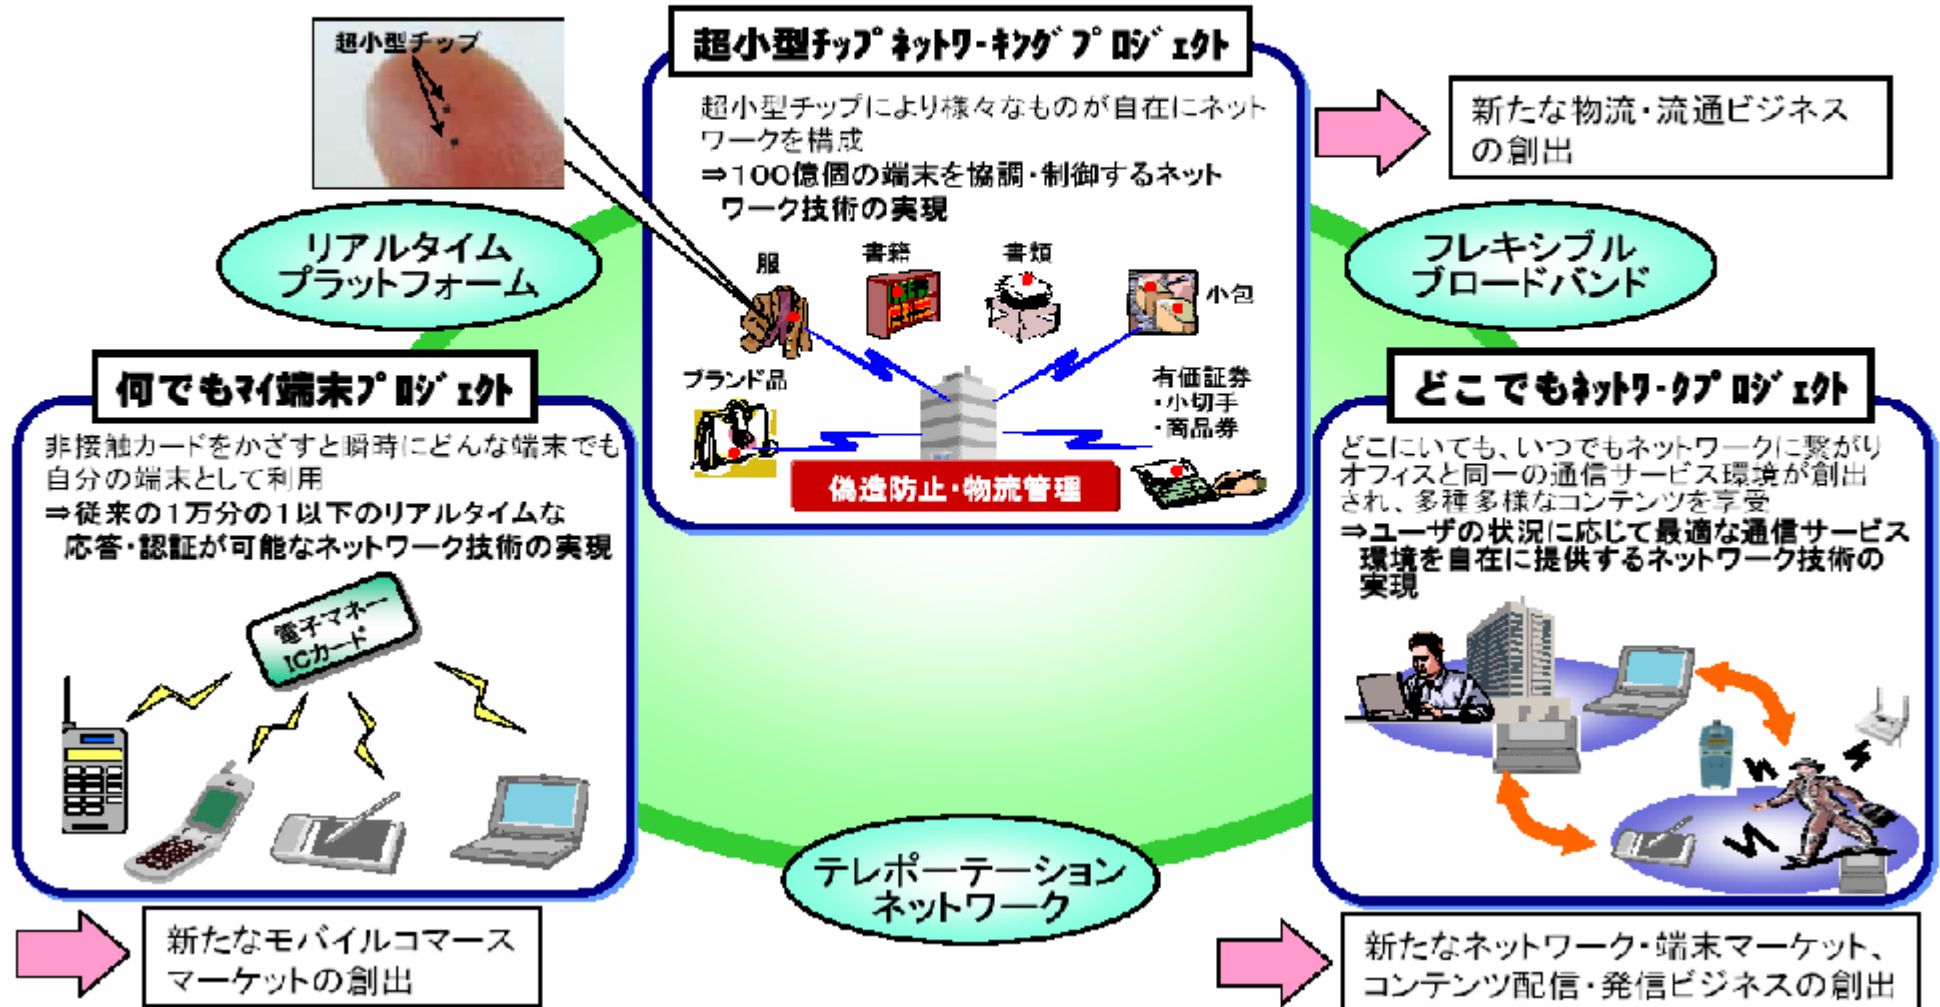 超小型チップ
超小型ﾁｯﾌﾟﾈｯﾄﾜｰｷﾝｸﾞﾌﾟﾛｼﾞｪｸﾄ
超小型チップにより様々なものが自在にネット
ワークを構成
⇒100億個の端末を協調・制御するネット
ワーク技術の実現
服
書籍
書類
小包
ブランド品
有価証券
・小切手
・商品券
偽造防止・物流管理
新たな物流・流通ビジネス
の創出
リアルタイム
プラットフォーム
フレキシブル
ブロードバンド
何でもﾏｲ端末ﾌﾟﾛｼﾞｪｸﾄ
非接触カードをかざすと瞬時にどんな端末でも
自分の端末として利用
⇒従来の1万分の1以下のリアルタイムな
応答・認証が可能なネットワーク技術の実現
電子マネー
ICカード
新たなモバイルコマース
マーケットの創出
どこでもﾈｯﾄﾜｰｸﾌﾟﾛｼﾞｪｸﾄ
どこにいても、いつでもネットワークに繋がり
オフィスと同一の通信サービス環境が創出
され、多種多様なコンテンツを享受
⇒ユーザの状況に応じて最適な通信サービス
環境を自在に提供するネットワーク技術の
実現
テレポーテーション
ネットワーク
新たなネットワーク・端末マーケット、
コンテンツ配信・発信ビジネスの創出